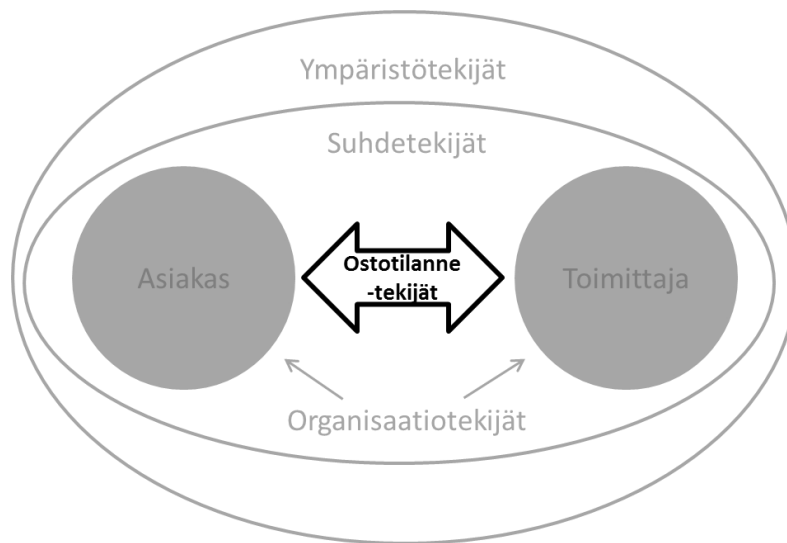 Ympäristötekijät
Suhdetekijät
Asiakas
Ostotilanne
-tekijät
Toimittaja
Organisaatiotekijät